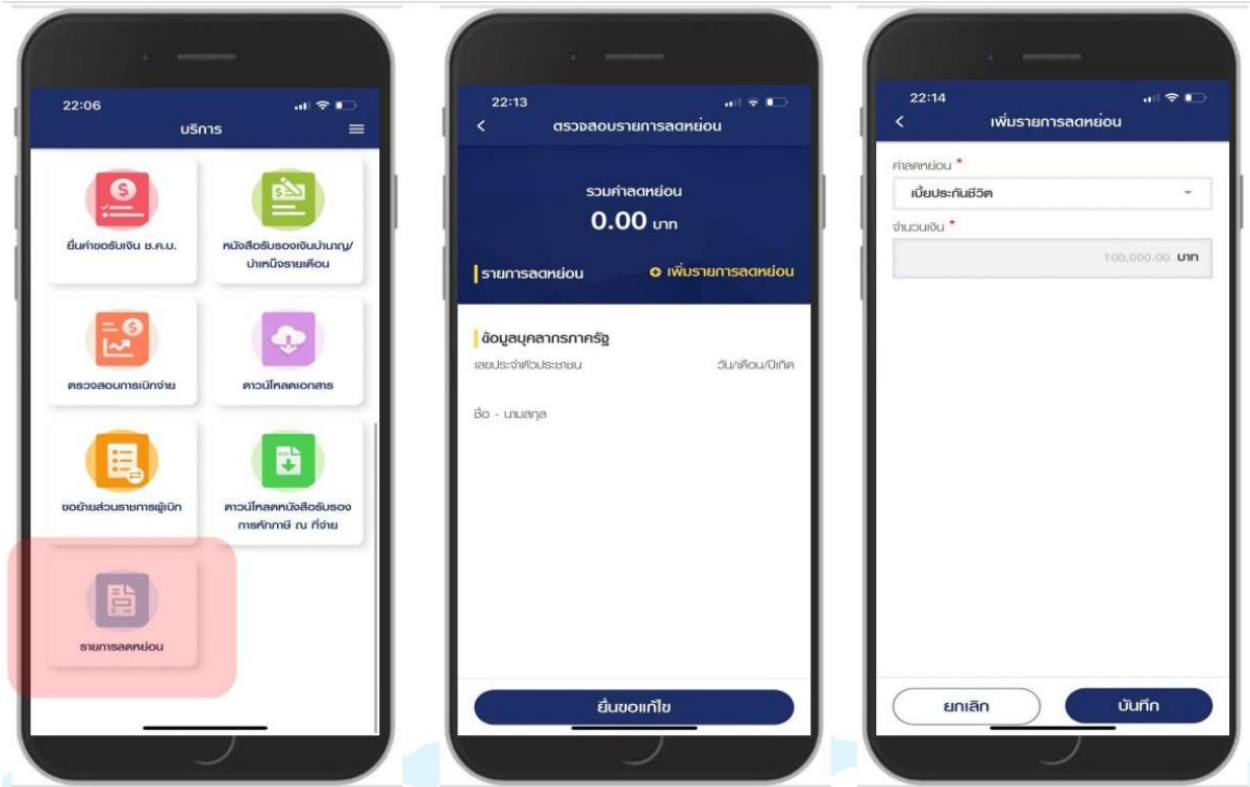 22:06
บริการ
ยื่นคำขอรับเงิน ช.ค.บ.
หนังสือรับรองเงินบำนาญ/
บำเหน็จรายเดือน
ตรวจสอบการเบิกจ่าย
ดาวน์โหลดเอกสาร
ขอย้ายส่วนราชการผู้เบิก
ดาวน์โหลดหนังสือรับรอง
การหักภาษี ณ ที่จ่าย
รายการลดหย่อน
22:13
ตรวจสอบรายการลดหย่อน
รวมค่าลดหย่อน
0.00 บาท
รายการลดหย่อน
เพิ่มรายการลดหย่อน
ข้อมูลบุคลากรภาครัฐ
เลขประจำตัวประชาชน
วัน/เดือน/ปีเกิด
ชื่อ - นามสกุล
ยื่นขอแก้ไข
22:14
เพิ่มรายการลดหย่อน
ค่าลดหย่อน *
เบี้ยประกันชีวิต
จำนวนเงิน *
100,000.00 บาท
ยกเลิก
บันทึก